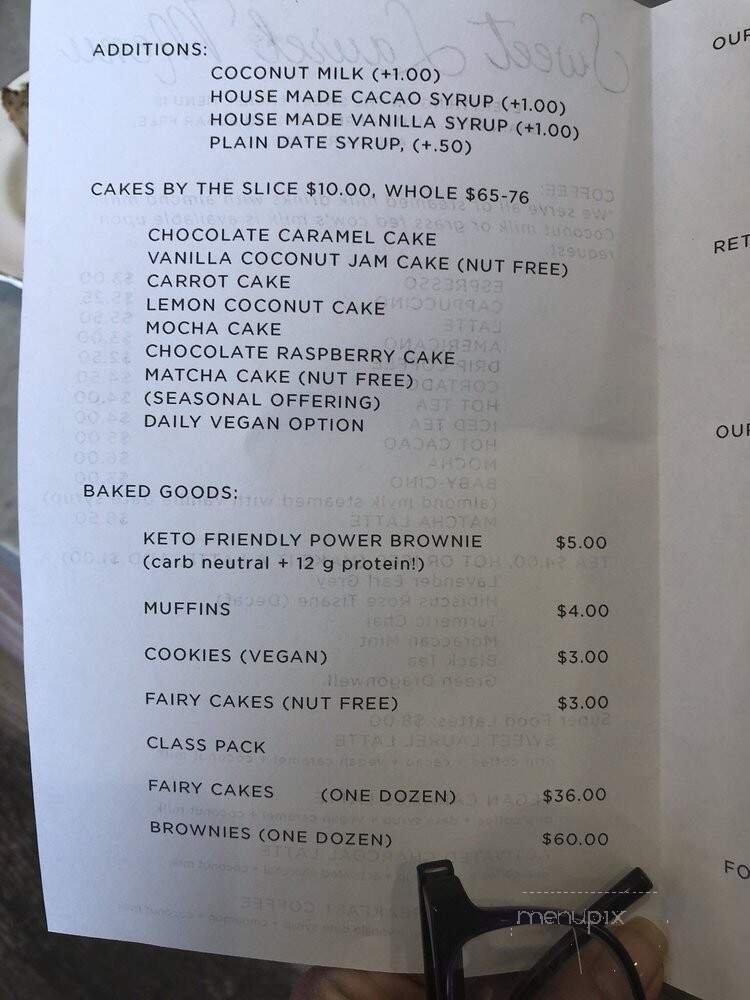 ADDITIONS:
COCONUT MILK (+1.00)
HOUSE MADE CACAO SYRUP (+1.00)
HOUSE MADE VANILLA SYRUP (+1.00)
PLAIN DATE SYRUP, (+.50)
CAKES BY THE SLICE $10.00, WHOLE $65-76
CHOCOLATE CARAMEL CAKE
VANILLA COCONUT JAM CAKE (NUT FREE)
CARROT CAKE
LEMON COCONUT CAKE
MOCHA CAKE
CHOCOLATE RASPBERRY CAKE
MATCHA CAKE (NUT FREE)
(SEASONAL OFFERING)
DAILY VEGAN OPTION
BAKED GOODS:
KETO FRIENDLY POWER BROWNIE $5.00
(carb neutral + 12 g protein!)
MUFFINS $4.00
COOKIES (VEGAN) $3.00
FAIRY CAKES (NUT FREE) $3.00
CLASS PACK
FAIRY CAKES (ONE DOZEN) $36.00
BROWNIES (ONE DOZEN) $60.00
OUR
RET
OUR
FO
menupix